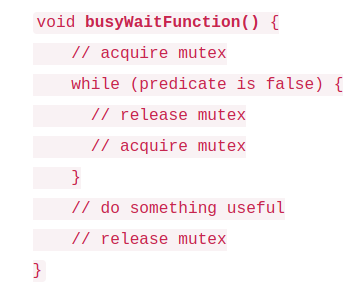 void busyWaitFunction() {
    // acquire mutex
    while (predicate is false) {
      // release mutex
      // acquire mutex
    }
    // do something useful
    // release mutex
}